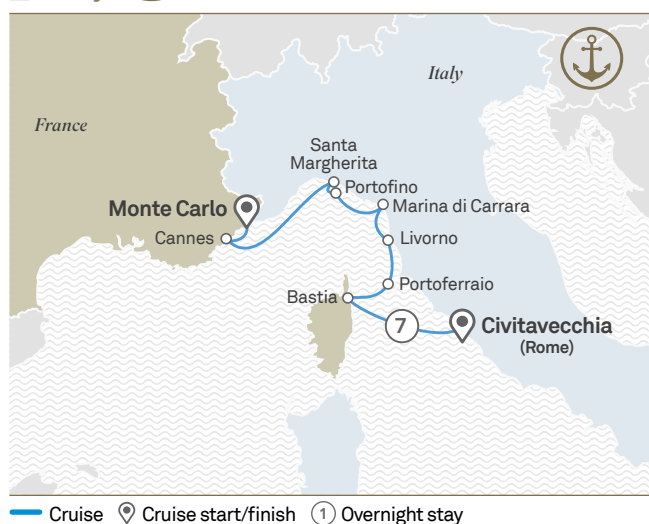 Italy
France
Santa
Margherita
Portofino
Monte Carlo
Marina di Carrara
Cannes
Livorno
Portoferraio
Bastia
7
Civitavecchia
(Rome)
Cruise
Cruise start/finish
1
Overnight stay